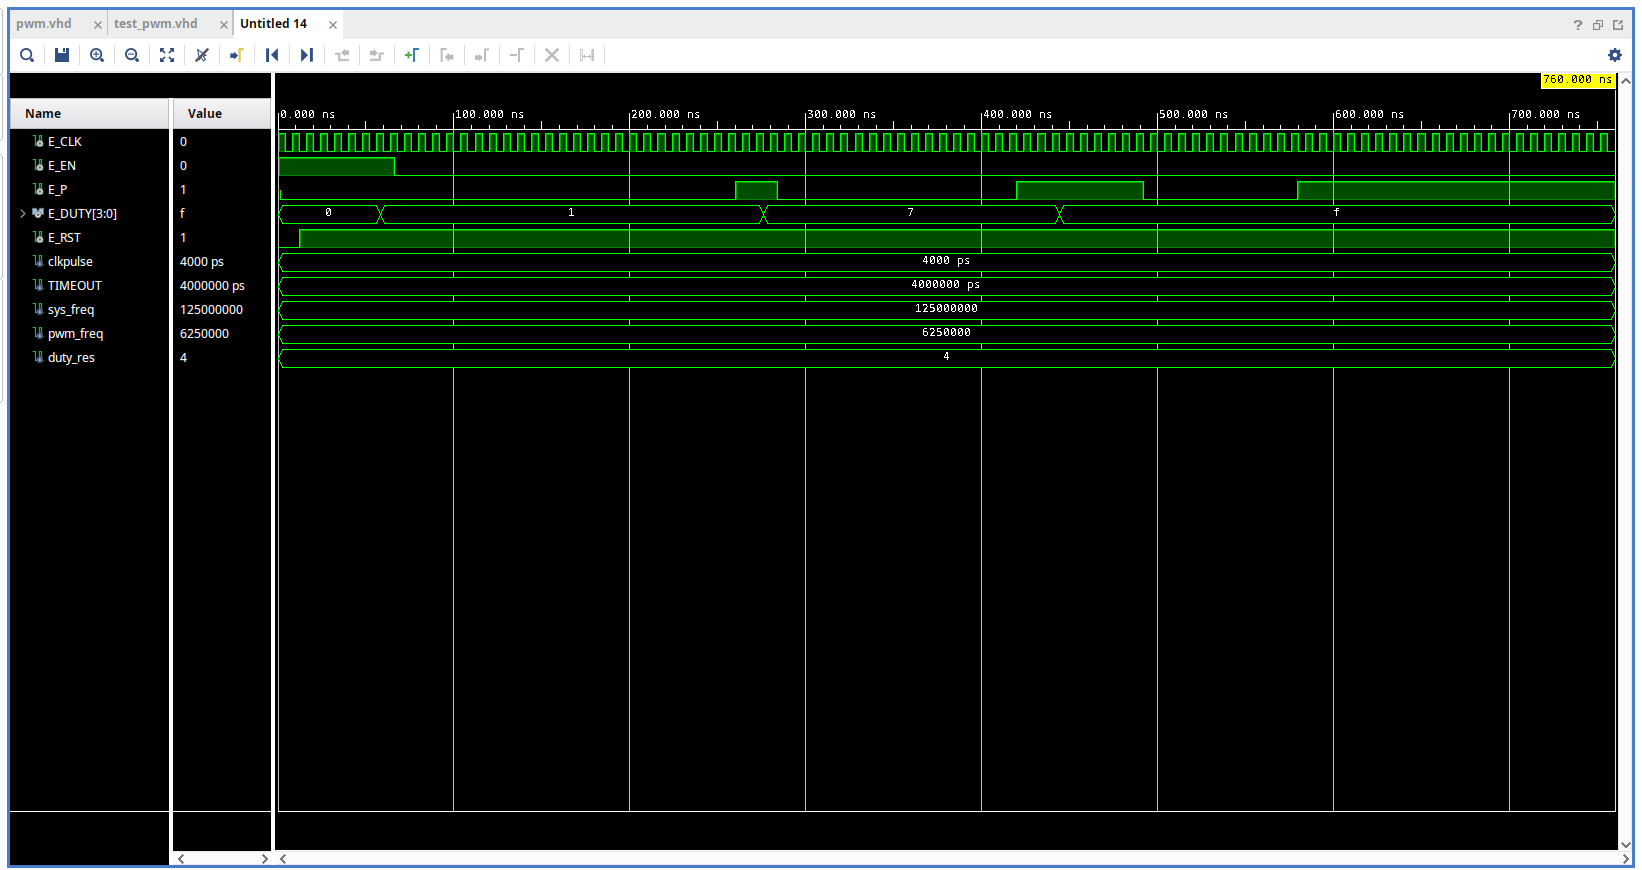 pwm.vhd × test_pwm.vhd × Untitled 14 × ?
760.000 ns
Name Value 0.000 ns 100.000 ns 200.000 ns 300.000 ns 400.000 ns 500.000 ns 600.000 ns 700.000 ns
E_CLK 0
E_EN 0
E_P 1
E_DUTY[3:0] f 0 1 7 f
E_RST 1
clkpulse 4000 ps 4000 ps
TIMEOUT 4000000 ps 4000000 ps
sys_freq 125000000 125000000
pwm_freq 6250000 6250000
duty_res 4 4